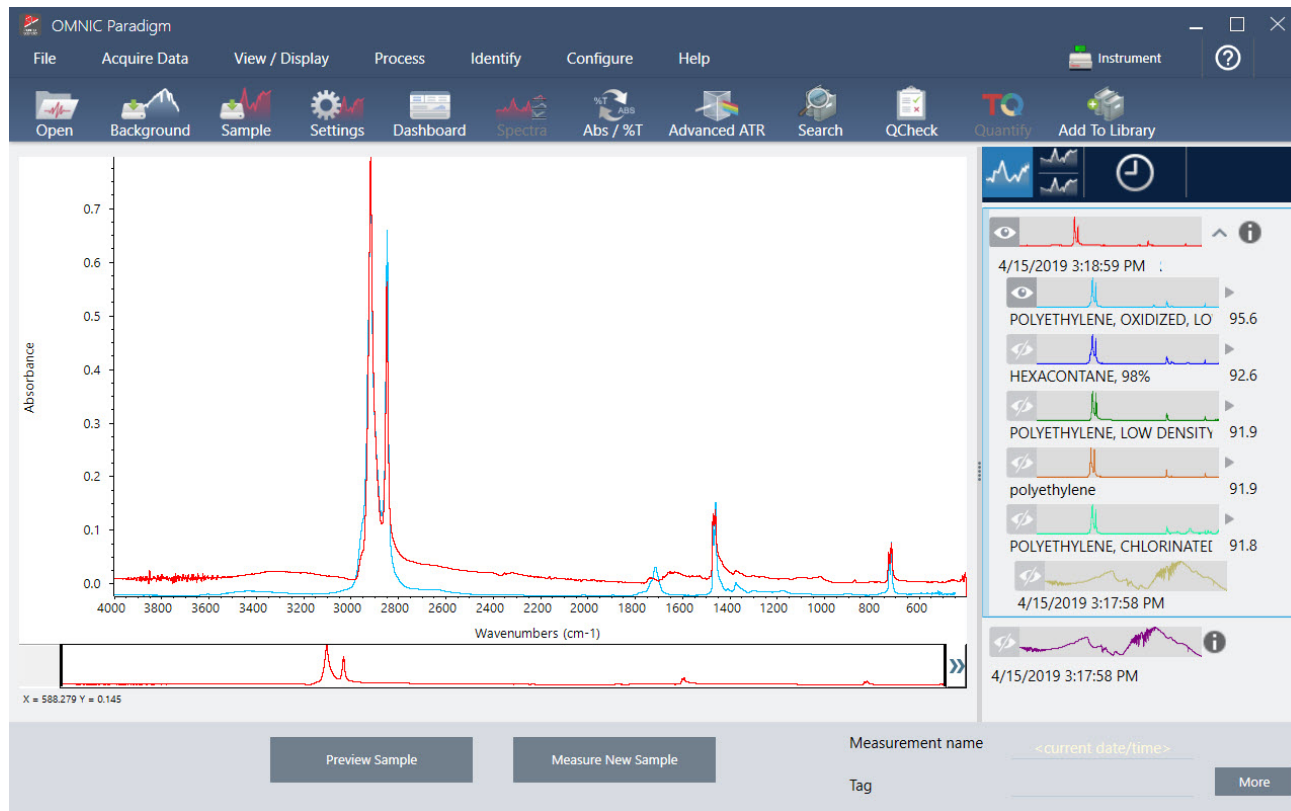 OMNIC Paradigm
File Acquire Data View / Display Process Identify Configure Help Instrument ?
%T ABS TQ
Open Background Sample Settings Dashboard Spectra Abs / %T Advanced ATR Search QCheck Quantify Add To Library
0.7
0.6
0.5
0.4
0.3
0.2
0.1
0.0
Absorbance
4000 3800 3600 3400 3200 3000 2800 2600 2400 2200 2000 1800 1600 1400 1200 1000 800 600
Wavenumbers (cm-1)
X = 588.279 Y = 0.145
4/15/2019 3:18:59 PM
POLYETHYLENE, OXIDIZED, LO 95.6
HEXACONTANE, 98% 92.6
POLYETHYLENE, LOW DENSITY 91.9
polyethylene 91.9
POLYETHYLENE, CHLORINATE 91.8
4/15/2019 3:17:58 PM
4/15/2019 3:17:58 PM
Preview Sample
Measure New Sample
Measurement name <current date/time>
Tag
More